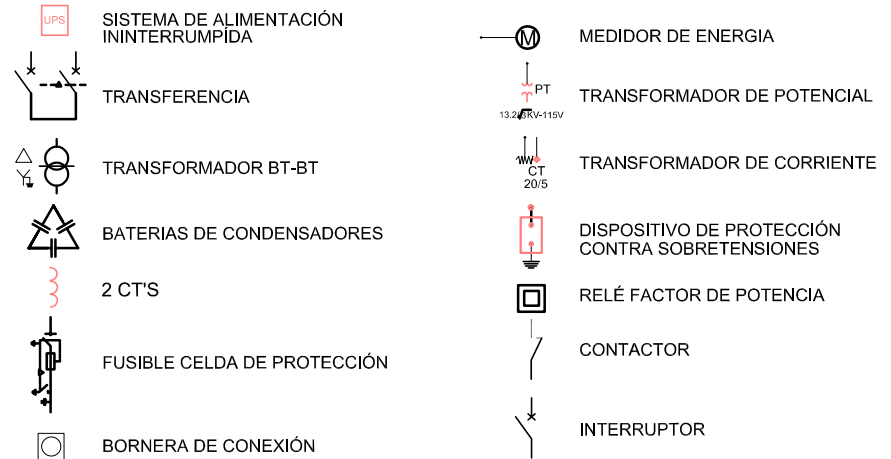 UPS
SISTEMA DE ALIMENTACIÓN
ININTERRUMPÍDA
TRANSFERENCIA
TRANSFORMADOR BT-BT
BATERIAS DE CONDENSADORES
2 CT'S
FUSIBLE CELDA DE PROTECCIÓN
BORNERA DE CONEXIÓN
M
MEDIDOR DE ENERGIA
PT
TRANSFORMADOR DE POTENCIAL
CT
20/5
TRANSFORMADOR DE CORRIENTE
DISPOSITIVO DE PROTECCIÓN
CONTRA SOBRETENSIONES
RELÉ FACTOR DE POTENCIA
CONTACTOR
INTERRUPTOR